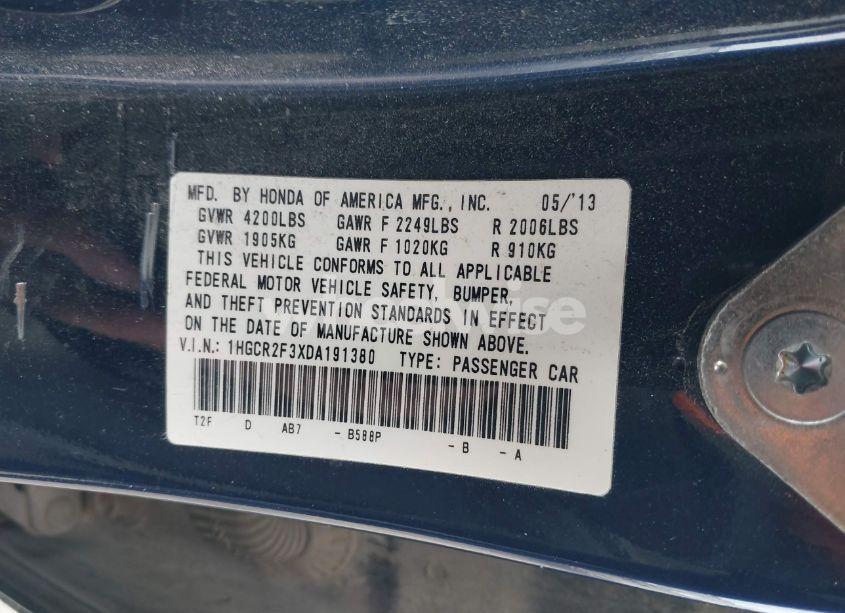 MFD. BY HONDA OF AMERICA MFG., INC. 05/'13
GVWR 4200LBS GAWR F 2249LBS R 2006LBS
GVWR 1905KG GAWR F 1020KG R 910KG
THIS VEHICLE CONFORMS TO ALL APPLICABLE
FEDERAL MOTOR VEHICLE SAFETY, BUMPER,
AND THEFT PREVENTION STANDARDS IN EFFECT
ON THE DATE OF MANUFACTURE SHOWN ABOVE.
V.I.N.: 1HGCR2F3XDA191380 TYPE: PASSENGER CAR
T2F D AB7 - B588P - B - A